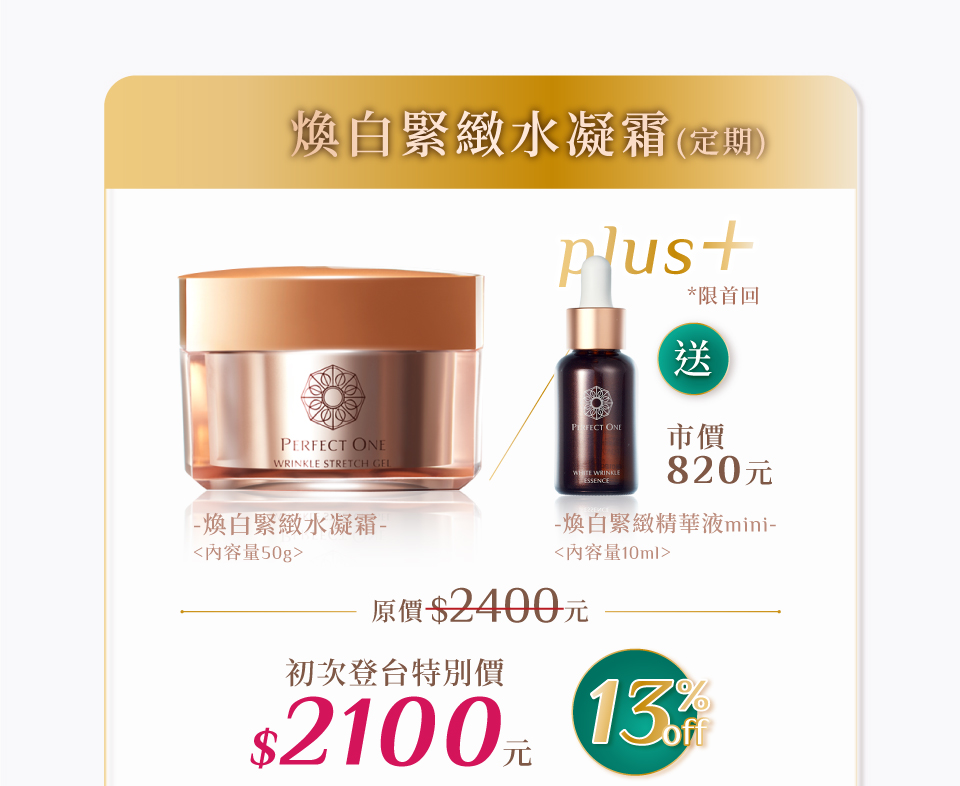 煥白緊緻水凝霜(定期)
plus+
*限首回
送
PERFECT ONE
WRINKLE STRETCH GEL
PERFECT ONE
WHITE WRINKLE
ESSENCE
市價
820元
-煥白緊緻水凝霜-
<內容量50g>
-煥白緊緻精華液mini-
<內容量10ml>
原價$2400元
初次登台特別價
$2100元
13%off